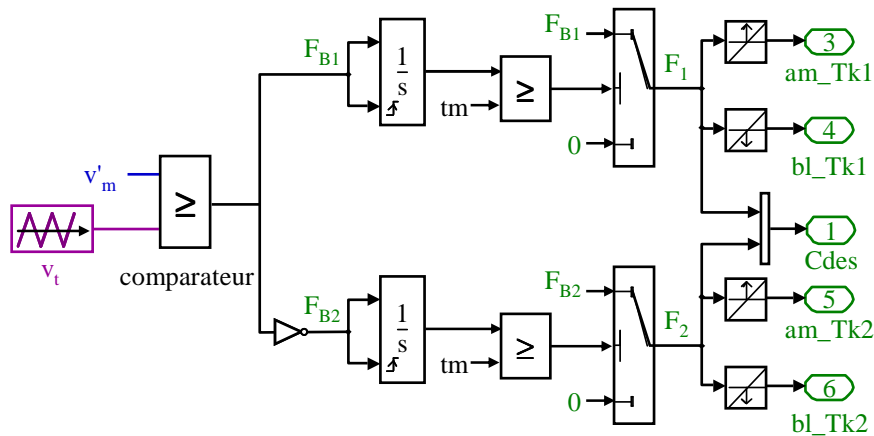 F_B1
1/s
≥
tm
F_B1
0
F_1
3
am_Tk1
4
bl_Tk1
v'_m
v_t
≥
comparateur
1
Cdes
F_B2
1/s
≥
tm
F_B2
0
F_2
5
am_Tk2
6
bl_Tk2